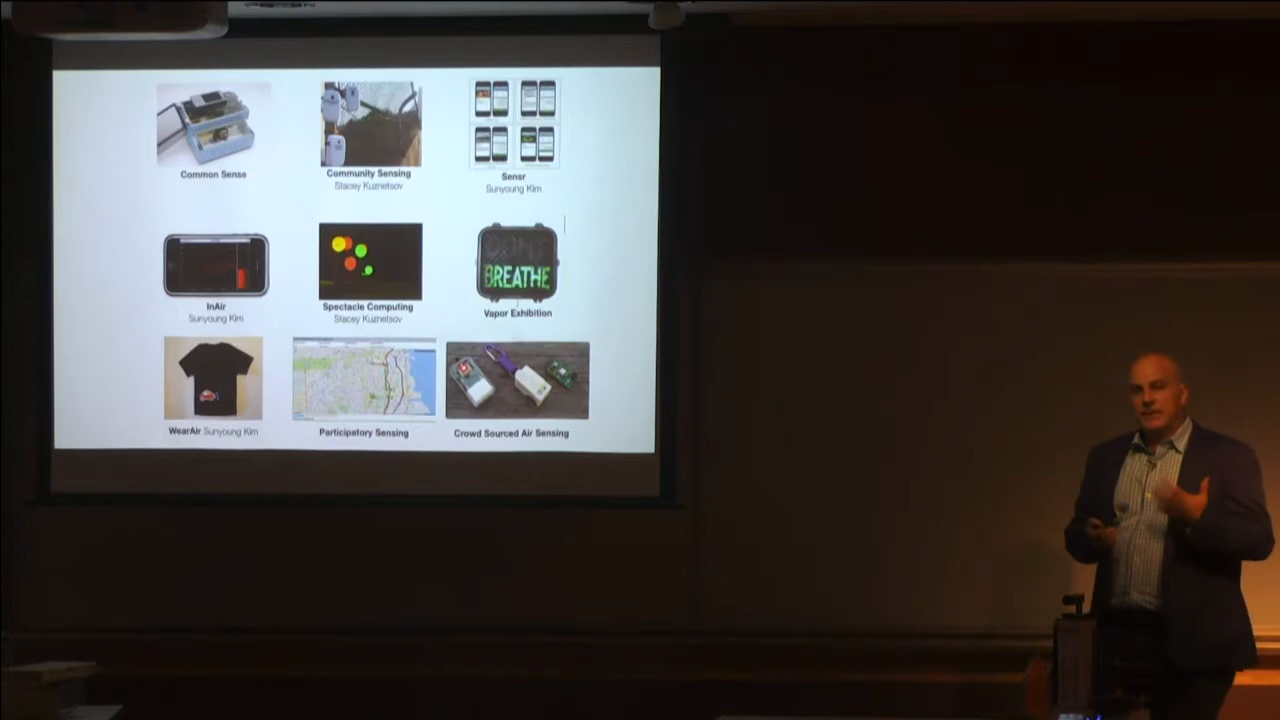 Common Sense
Community Sensing
Stacey Kuznetsov
Sensr
Sunyoung Kim
InAir
Sunyoung Kim
Spectacle Computing
Stacey Kuznetsov
DONT
BREATHE
Vapor Exhibition
WearAir Sunyoung Kim
Participatory Sensing
Crowd Sourced Air Sensing